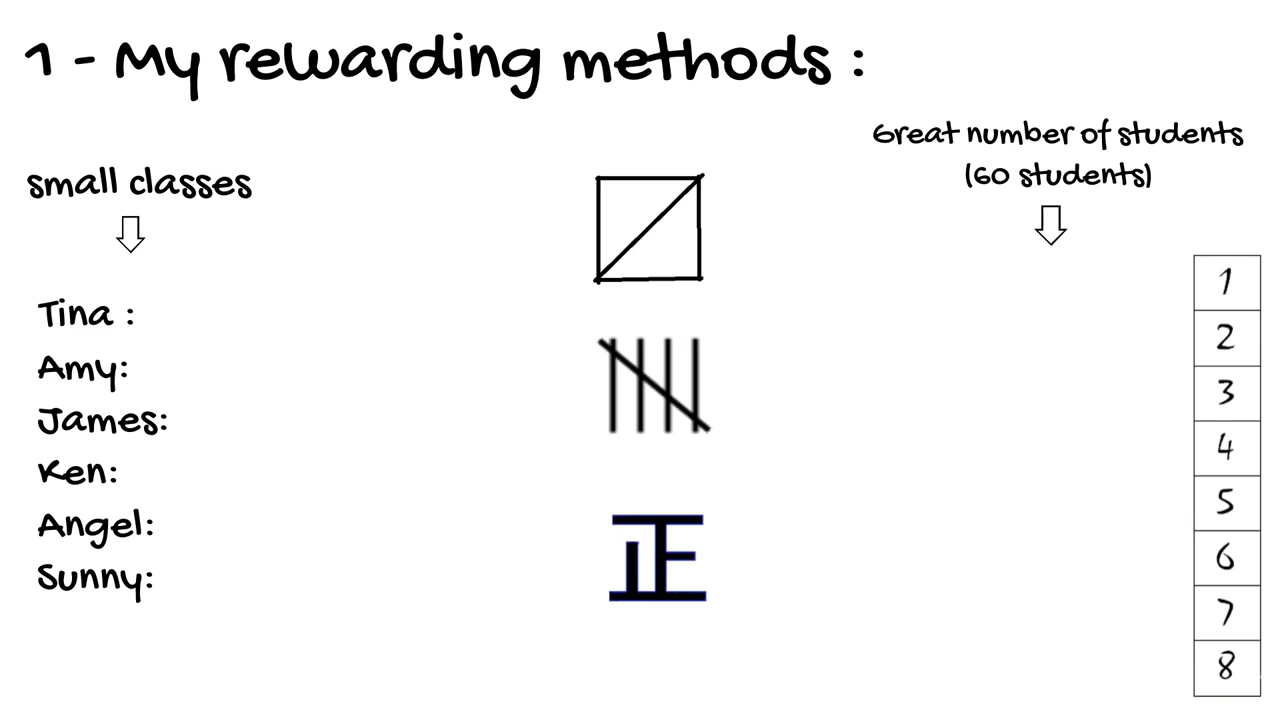 1 - My rewarding methods :
small classes
Tina :
Amy:
James:
Ken:
Angel:
Sunny:
正
Great number of students
(60 students)
1
2
3
4
5
6
7
8